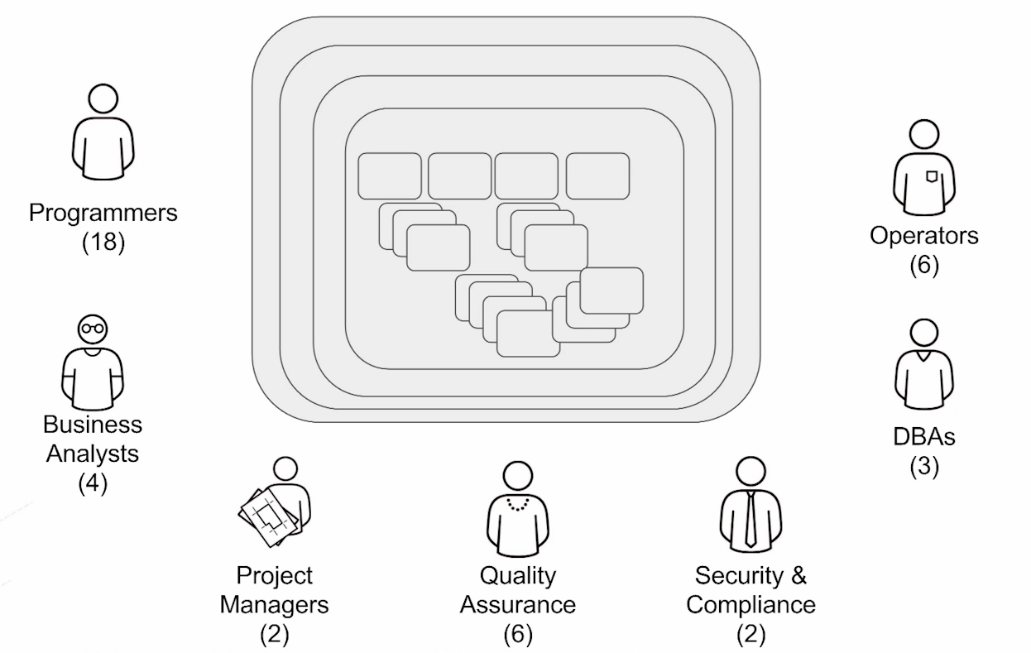 Programmers
(18)
Operators
(6)
Business
Analysts
(4)
DBAs
(3)
Project
Managers
(2)
Quality
Assurance
(6)
Security &
Compliance
(2)